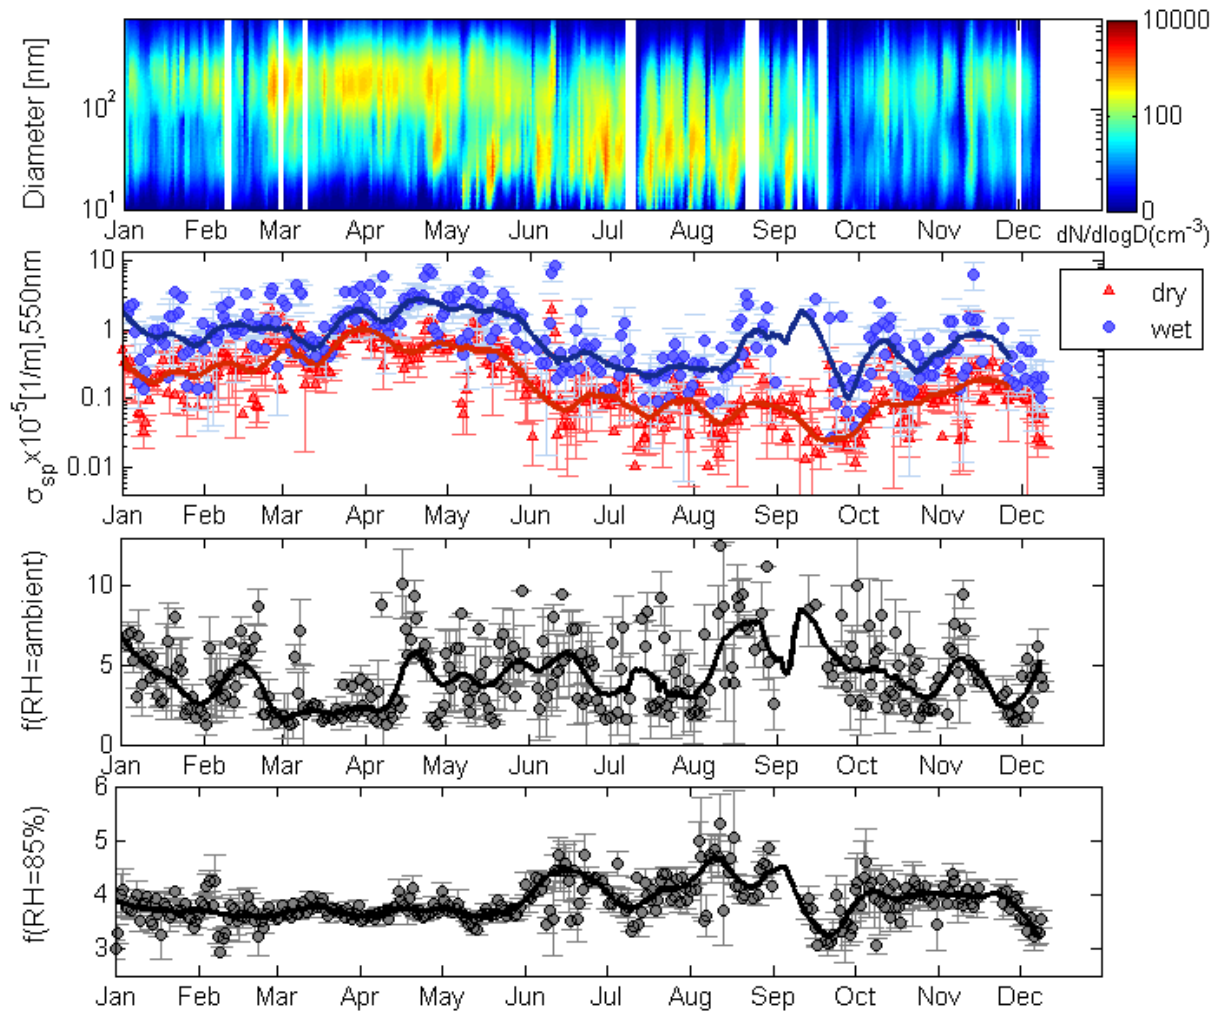 Diameter [nm]
10²
10¹
Jan Feb Mar Apr May Jun Jul Aug Sep Oct Nov Dec
10000
100
0
dN/dlogD(cm⁻³)
σsp x10⁻⁵[1/m],550nm
10
1
0.1
0.01
dry
wet
Jan Feb Mar Apr May Jun Jul Aug Sep Oct Nov Dec
f(RH=ambient)
10
5
0
Jan Feb Mar Apr May Jun Jul Aug Sep Oct Nov Dec
f(RH=85%)
6
5
4
3
Jan Feb Mar Apr May Jun Jul Aug Sep Oct Nov Dec